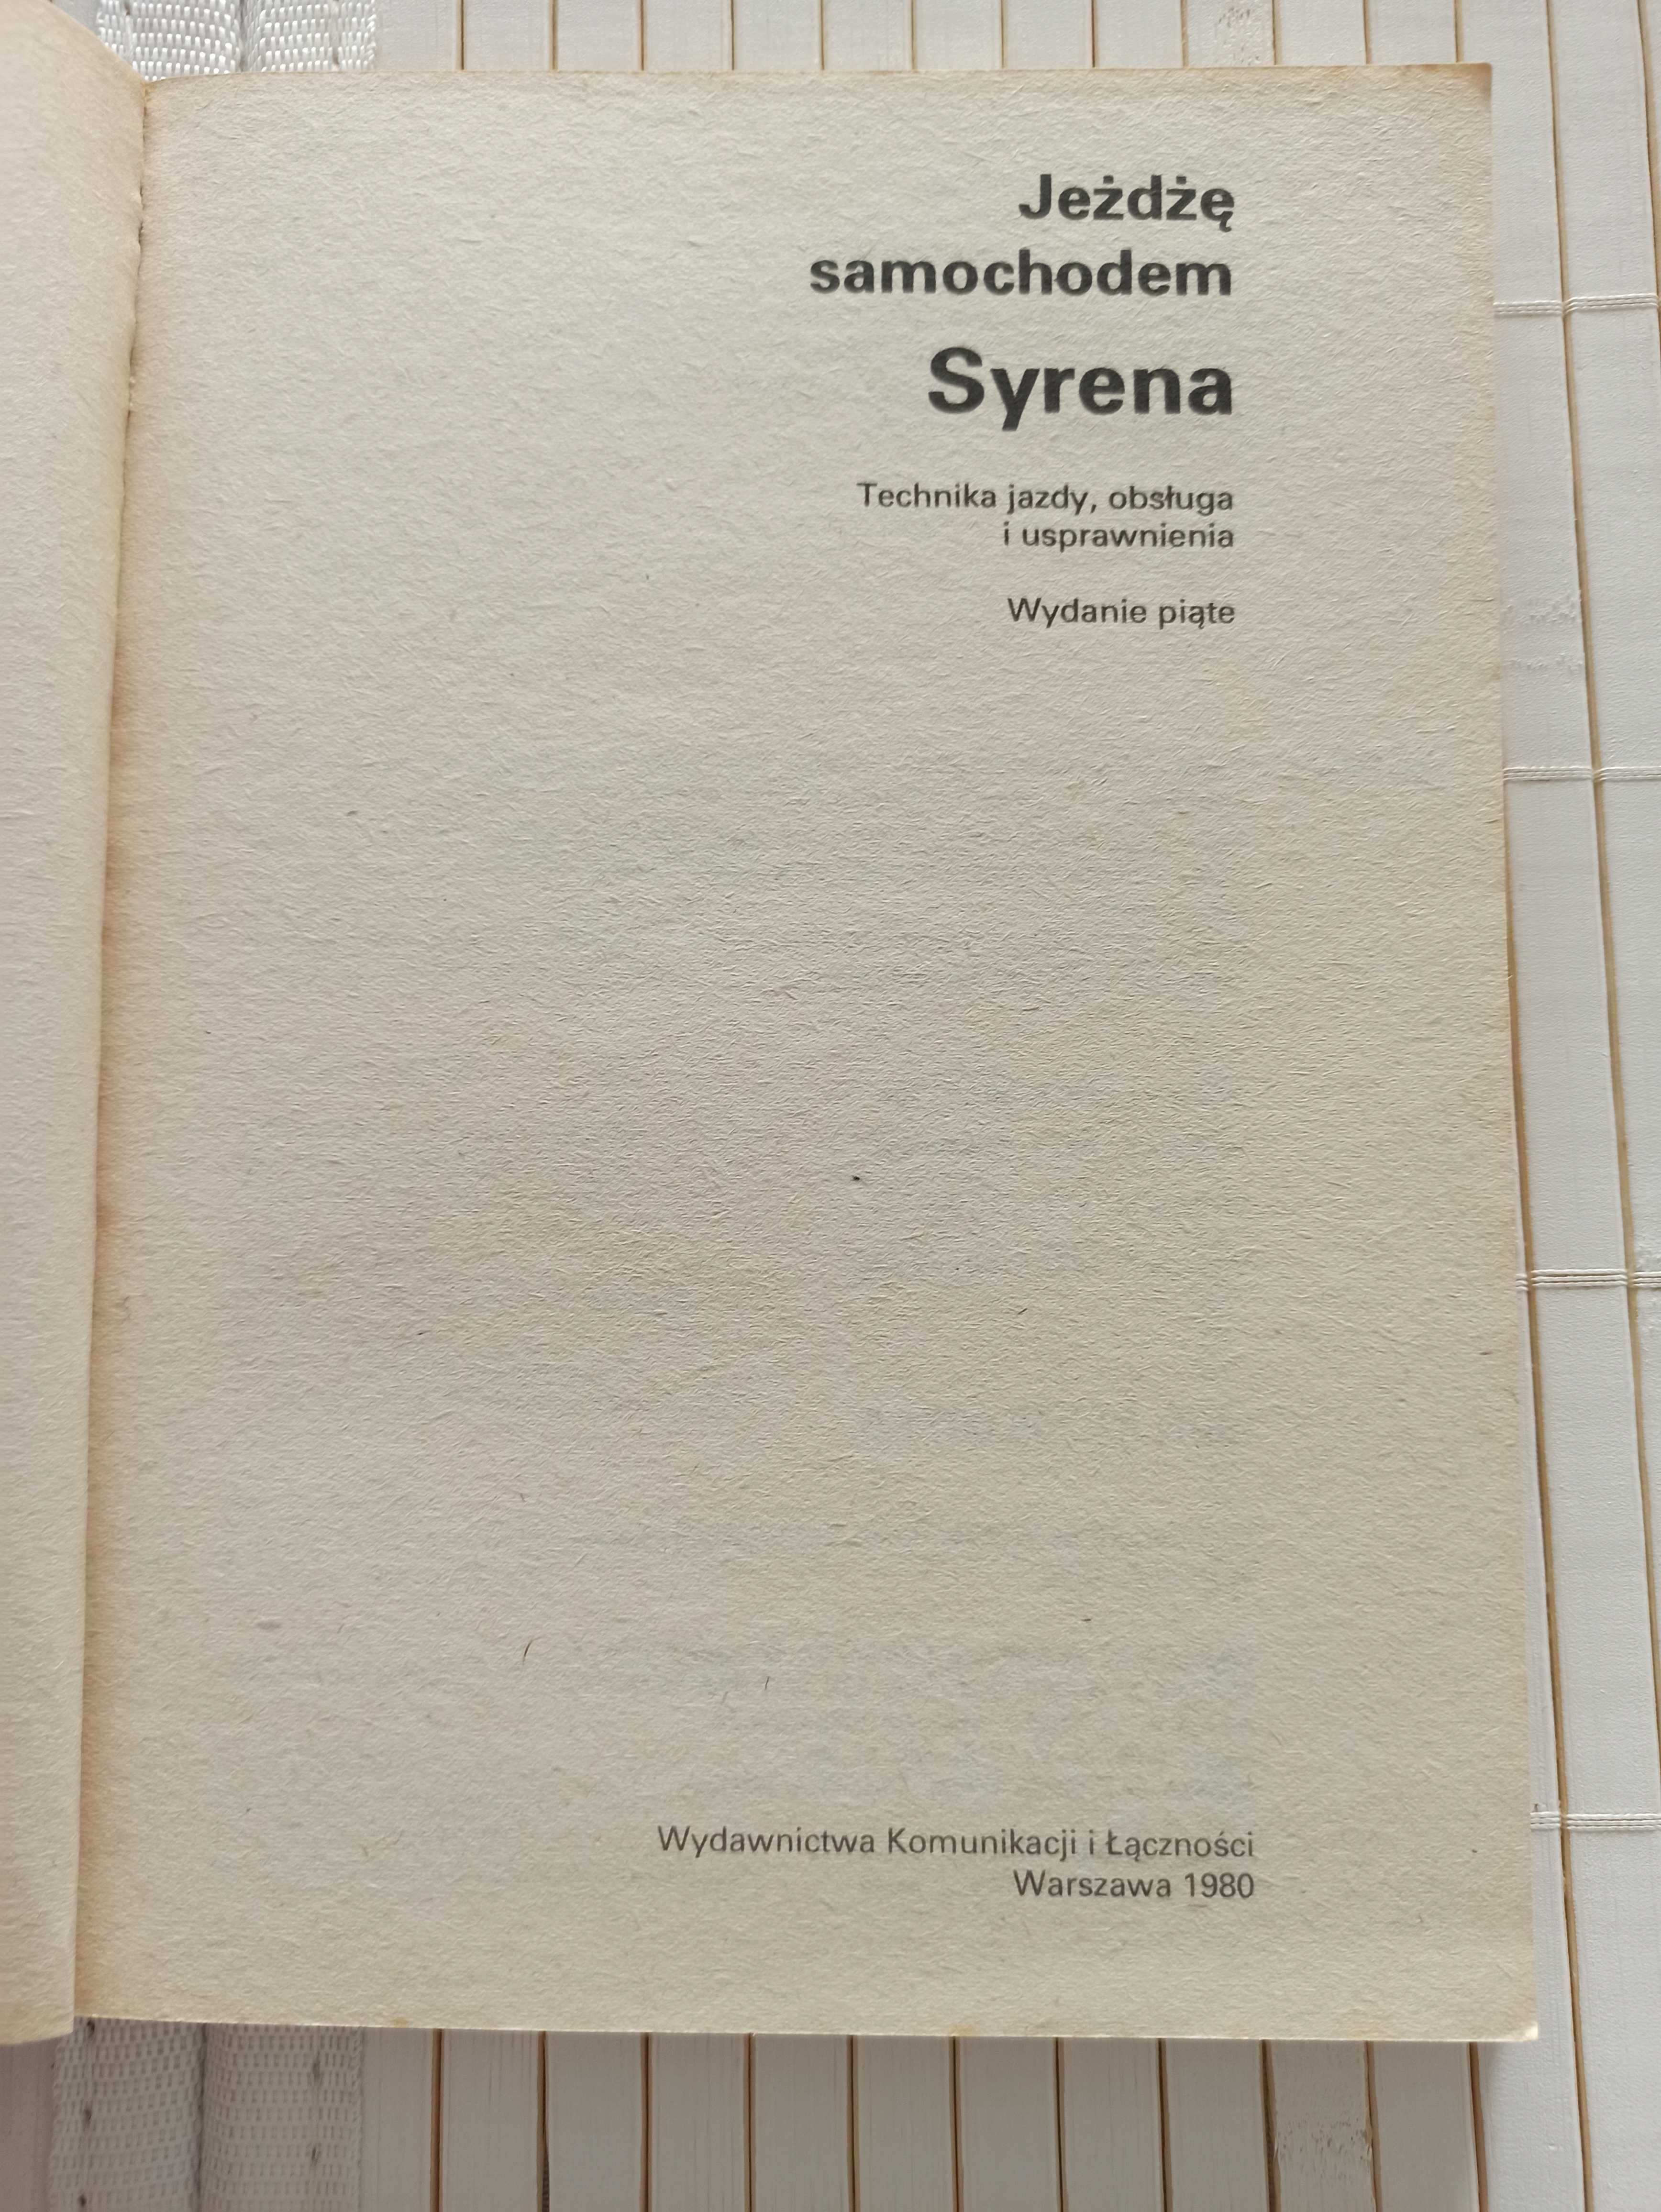 Jeżdżę
samochodem
Syrena
Technika jazdy, obsługa
i usprawnienia
Wydanie piąte
Wydawnictwa Komunikacji i Łączności
Warszawa 1980